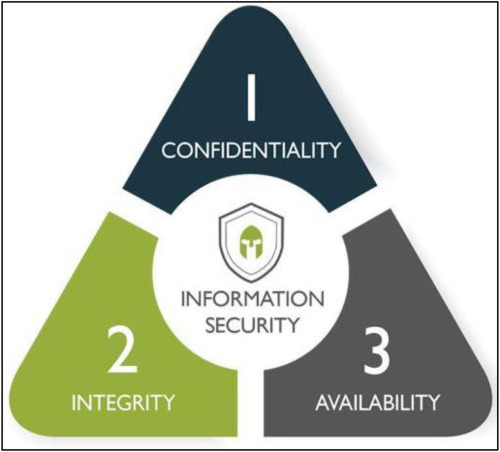 1
CONFIDENTIALITY
INFORMATION
SECURITY
2
INTEGRITY
3
AVAILABILITY